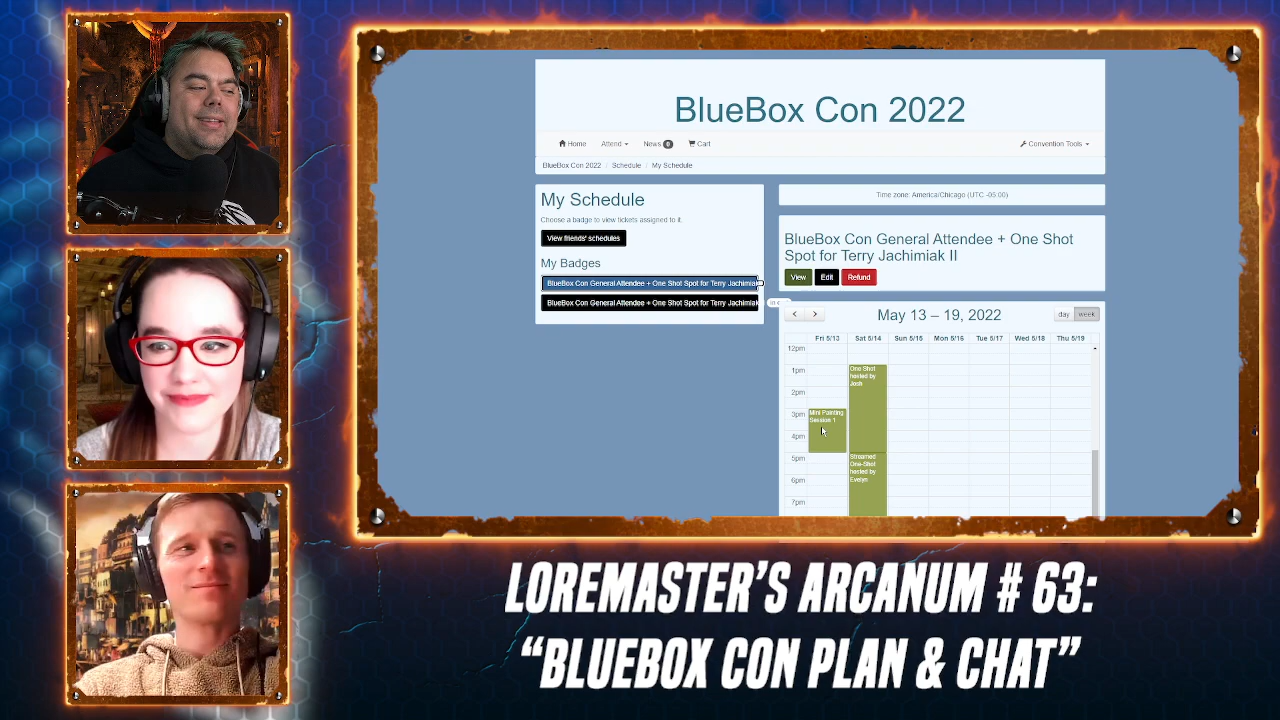 BlueBox Con 2022
Home Attend News 0 Cart Convention Tools
BlueBox Con 2022 / Schedule / My Schedule
My Schedule
Choose a badge to view tickets assigned to it.
View friends' schedules
My Badges
BlueBox Con General Attendee + One Shot Spot for Terry Jachimiak
BlueBox Con General Attendee + One Shot Spot for Terry Jachimiak
Time zone: America/Chicago (UTC -05:00)
BlueBox Con General Attendee + One Shot
Spot for Terry Jachimiak II
View Edit Refund
May 13 – 19, 2022
day week
Fri 5/13 Sat 5/14 Sun 5/15 Mon 5/16 Tue 5/17 Wed 5/18 Thu 5/19
12pm
1pm
2pm
3pm
4pm
5pm
6pm
7pm
One Shot
hosted by
Josh
Mini Painting
Session 1
Streamed
One-Shot
hosted by
Evelyn
LOREMASTER'S ARCANUM # 63:
“BLUEBOX CON PLAN & CHAT”